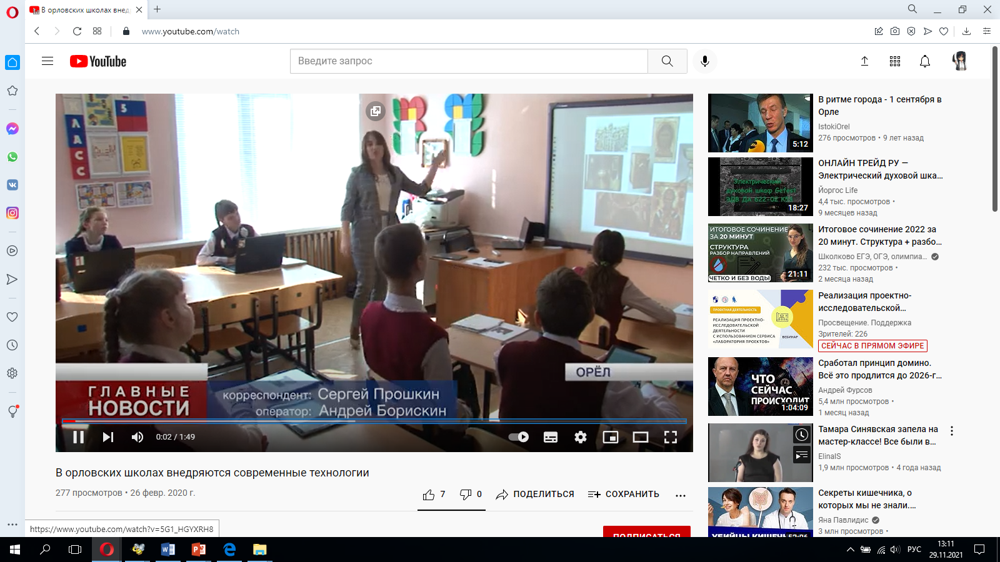 В орловских школах внед
www.youtube.com/watch
YouTube
Введите запрос
КЛАСС
5
ОРЁЛ
ГЛАВНЫЕ
НОВОСТИ
корреспондент: Сергей Прошкин
оператор: Андрей Борискин
0:02 / 1:49
В орловских школах внедряются современные технологии
277 просмотров • 26 февр. 2020 г.
7
0
ПОДЕЛИТЬСЯ
СОХРАНИТЬ
ПОДПИСАТЬСЯ
https://www.youtube.com/watch?v=5G1_HGYXRH8
5:12
В ритме города - 1 сентября в
Орле
IstokiOrel
276 просмотров • 9 лет назад
Электрический
духовой шкаф Gefest
ЭДВ ДА 622-02 К53
18:27
ОНЛАЙН ТРЕЙД РУ —
Электрический духовой шка...
Йоргос Life
4,4 тыс. просмотров •
9 месяцев назад
ИТОГОВОЕ СОЧИНЕНИЕ
ЗА 20 МИНУТ
СТРУКТУРА
РАЗБОР НАПРАВЛЕНИЙ
ЧЕТКО И БЕЗ ВОДЫ
21:11
Итоговое сочинение 2022 за
20 минут. Структура + разбо...
Школково ЕГЭ, ОГЭ, олимпиа...
232 тыс. просмотров •
2 месяца назад
ПРОЕКТНАЯ ДЕЯТЕЛЬНОСТЬ
РЕАЛИЗАЦИЯ ПРОЕКТНО-
ИССЛЕДОВАТЕЛЬСКОЙ
ДЕЯТЕЛЬНОСТИ
С ИСПОЛЬЗОВАНИЕМ СЕРВИСА
«ЛАБОРАТОРИЯ ПРОЕКТОВ»
ВЕБИНАР
Реализация проектно-
исследовательской...
Просвещение. Поддержка
Зрителей: 226
СЕЙЧАС В ПРЯМОМ ЭФИРЕ
ЧТО
СЕЙЧАС
ПРОИСХОДИТ
1:04:09
Сработал принцип домино.
Всё это продлится до 2026-г...
Андрей Фурсов
5,4 млн просмотров •
1 месяц назад
Тамара Синявская запела на
мастер-классе! Все были в...
ElinaIS
1,9 млн просмотров • 4 года назад
УБИЙЦЫ КИШЕЧН
52:06
Секреты кишечника, о
которых мы не знали....
Яна Павлидис
3 млн просмотров •
РУС
13:11
29.11.2021